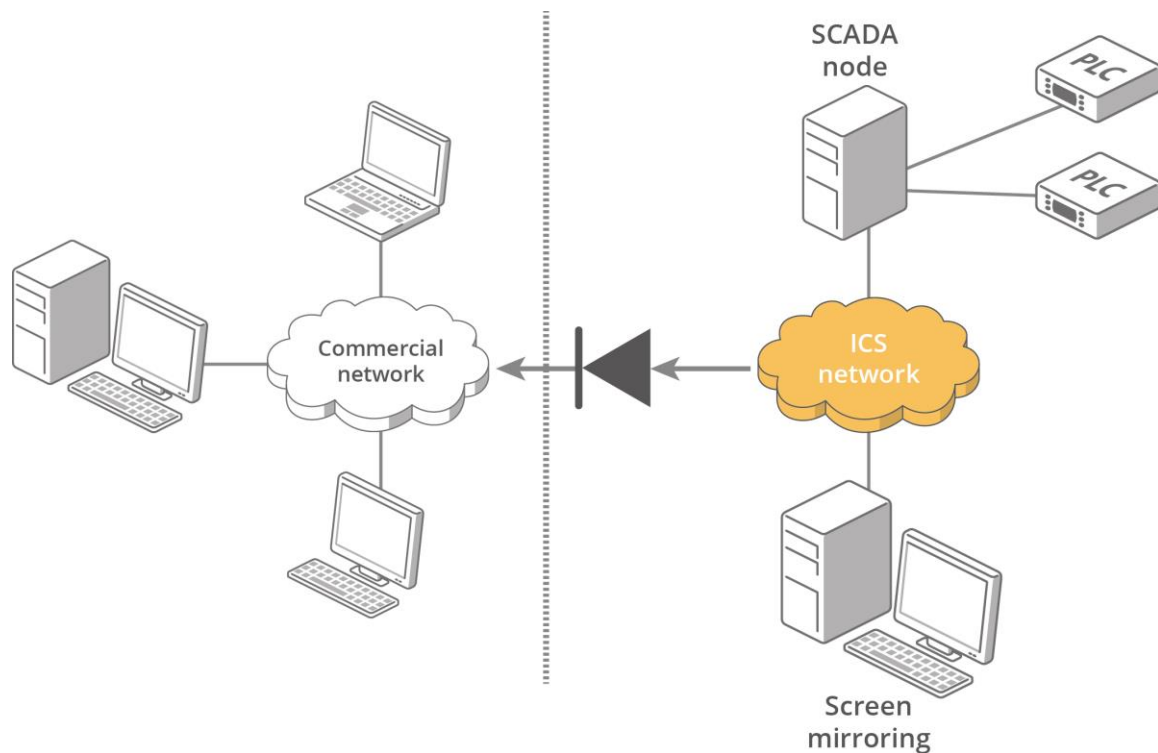 SCADA
node
PLC
PLC
Commercial
network
ICS
network
Screen
mirroring